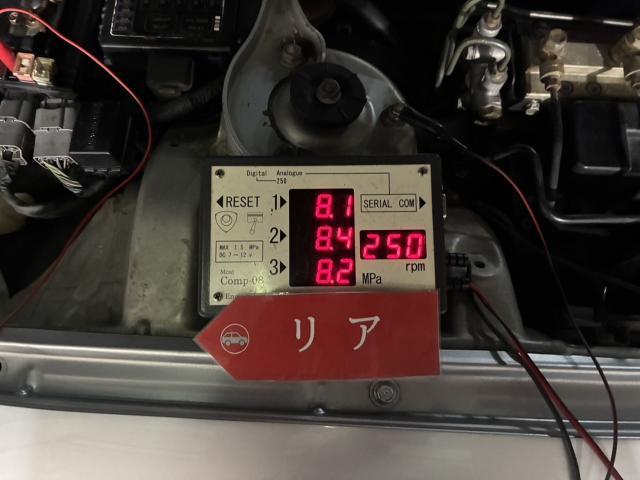 Digital Analogue
250
◀RESET 1▶ 8.1 SERIAL COM ▶
2▶ 8.4 250
MAX 1.5 MPa
DC 7~12 v
rpm
3▶ 8.2 MPa
Comp-08
リア